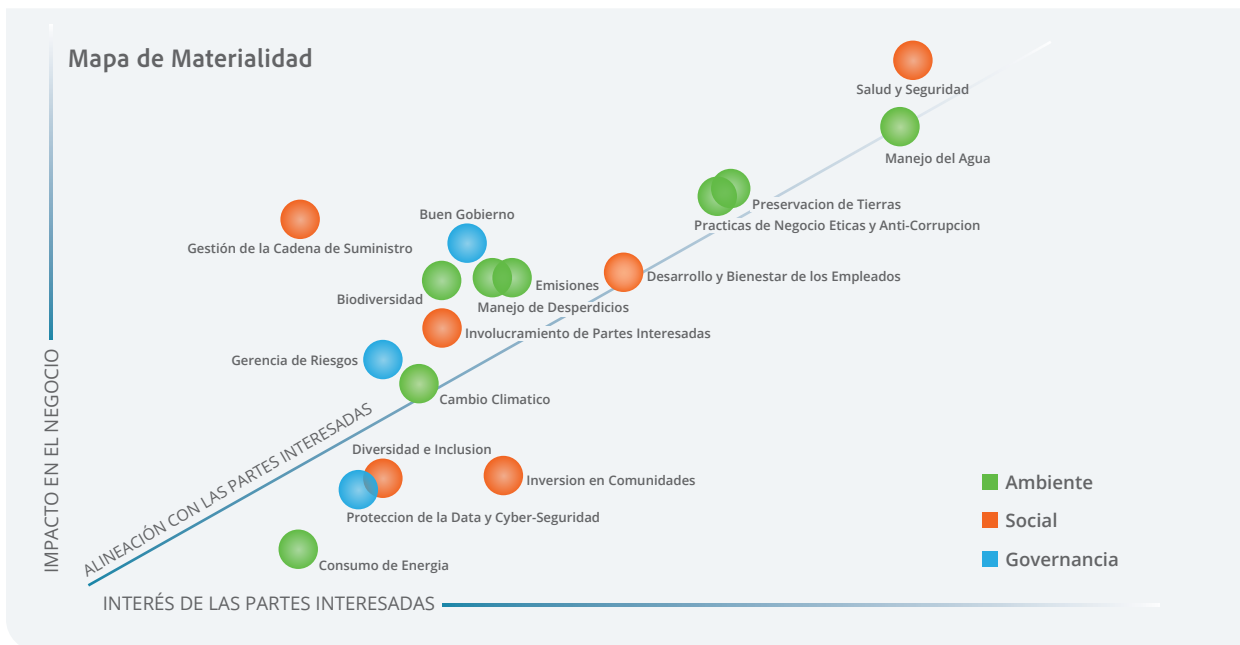 Mapa de Materialidad
Salud y Seguridad
Manejo del Agua
Preservacion de Tierras
Practicas de Negocio Eticas y Anti-Corrupcion
Buen Gobierno
Gestión de la Cadena de Suministro
Desarrollo y Bienestar de los Empleados
Emisiones
Biodiversidad
Manejo de Desperdicios
Involucramiento de Partes Interesadas
Gerencia de Riesgos
Cambio Climatico
Diversidad e Inclusion
Inversion en Comunidades
Proteccion de la Data y Cyber-Seguridad
Consumo de Energia
IMPACTO EN EL NEGOCIO
ALINEACIÓN CON LAS PARTES INTERESADAS
INTERÉS DE LAS PARTES INTERESADAS
Ambiente
Social
Governancia